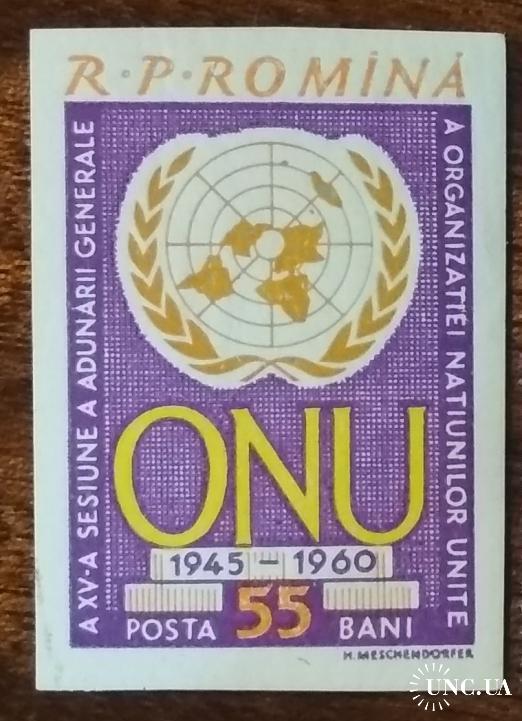 R·P·ROMÎNĂ
A XV-A SESIUNE A ADUNĂRII GENERALE
A ORGANIZAȚIEI NAȚIUNILOR UNITE
ONU
1945 – 1960
55
POSTA BANI
H. MESCHENDÖRFER
UNC.UA